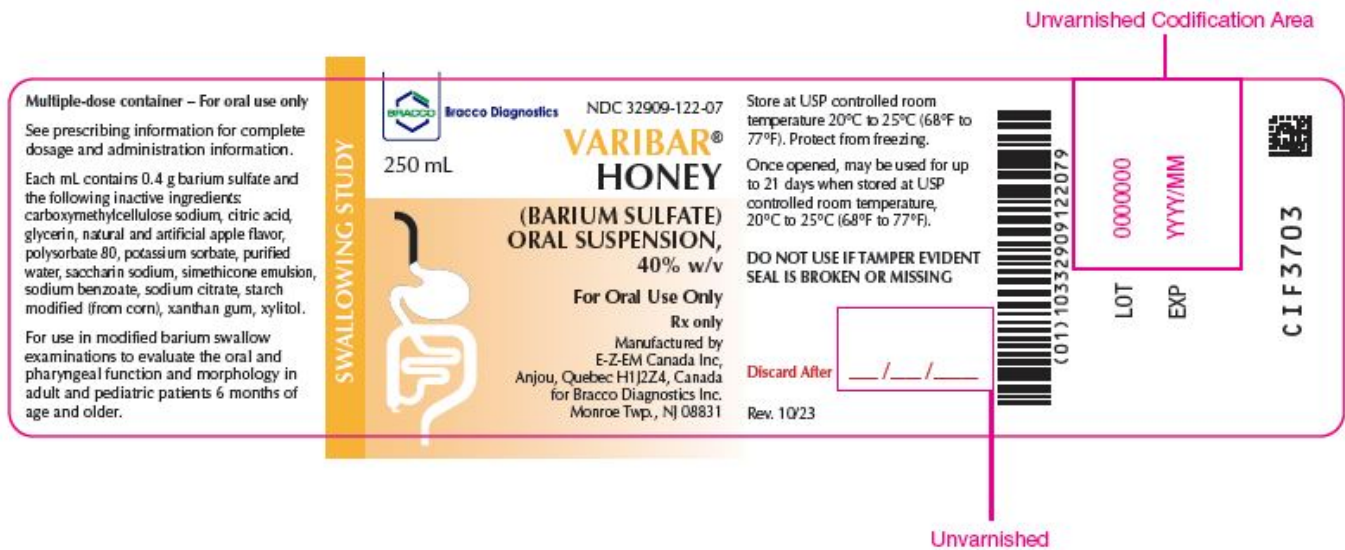 Unvarnished Codification Area
Multiple-dose container – For oral use only
See prescribing information for complete
dosage and administration information.
Each mL contains 0.4 g barium sulfate and
the following inactive ingredients:
carboxymethylcellulose sodium, citric acid,
glycerin, natural and artificial apple flavor,
polysorbate 80, potassium sorbate, purified
water, saccharin sodium, simethicone emulsion,
sodium benzoate, sodium citrate, starch
modified (from corn), xanthan gum, xylitol.
For use in modified barium swallow
examinations to evaluate the oral and
pharyngeal function and morphology in
adult and pediatric patients 6 months of
age and older.
SWALLOWING STUDY
BRACCO
Bracco Diagnostics
NDC 32909-122-07
250 mL
VARIBAR®
HONEY
(BARIUM SULFATE)
ORAL SUSPENSION,
40% w/v
For Oral Use Only
Rx only
Manufactured by
E-Z-EM Canada Inc,
Anjou, Quebec H1J2Z4, Canada
for Bracco Diagnostics Inc.
Monroe Twp., NJ 08831
Store at USP controlled room
temperature 20°C to 25°C (68°F to
77°F). Protect from freezing.
Once opened, may be used for up
to 21 days when stored at USP
controlled room temperature,
20°C to 25°C (68°F to 77°F).
DO NOT USE IF TAMPER EVIDENT
SEAL IS BROKEN OR MISSING
Discard After ___ /___ /_____
Rev. 10/23
(01)10332909122079
LOT 0000000
EXP YYYY/MM
CIF3703
Unvarnished